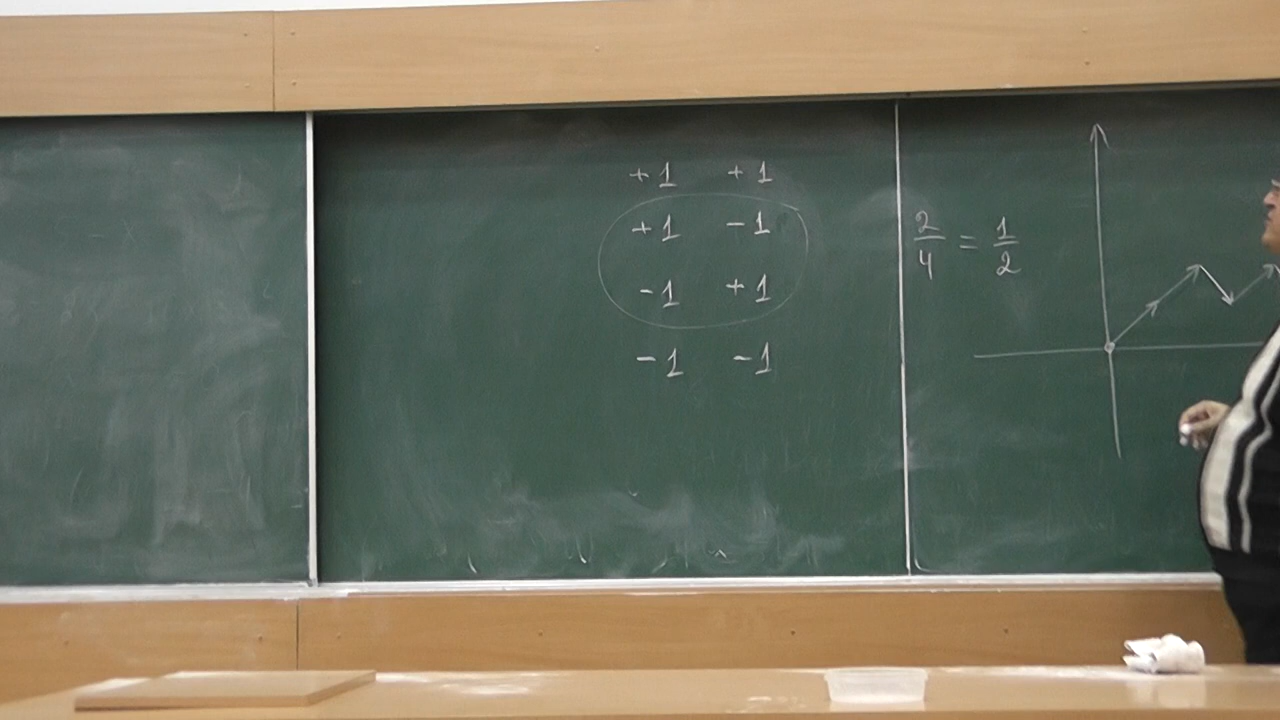 +1 +1
+1 -1
-1 +1
-1 -1
2/4 = 1/2